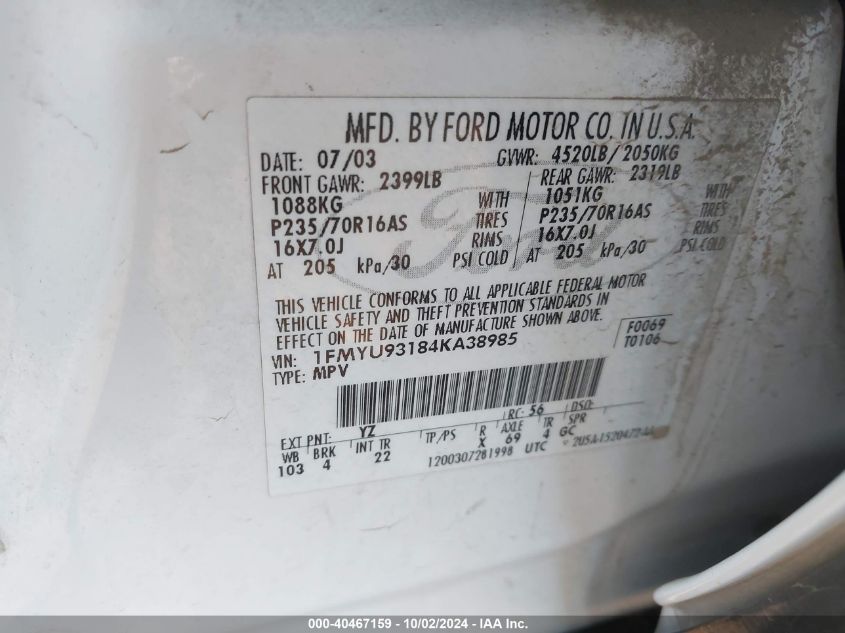 MFD. BY FORD MOTOR CO. IN U.S.A.
DATE: 07/03 GVWR: 4520LB/2050KG
FRONT GAWR: 2399LB REAR GAWR: 2319LB
1088KG WITH 1051KG WITH
P235/70R16AS TIRES P235/70R16AS TIRES
16X7.0J RIMS 16X7.0J RIMS
AT 205 kPa/30 PSI COLD AT 205 kPa/30 PSI COLD
Ford
THIS VEHICLE CONFORMS TO ALL APPLICABLE FEDERAL MOTOR
VEHICLE SAFETY AND THEFT PREVENTION STANDARDS IN
EFFECT ON THE DATE OF MANUFACTURE SHOWN ABOVE.
VIN: 1FMYU93184KA38985 F0069
TYPE: MPV T0106
RC: 56 DSO:
EXT PNT: YZ
WB BRK INT TR TP/PS R AXLE TR SPR
103 4 22 X 69 4 GC
1200307281998 UTC
000-40467159 - 10/02/2024 - IAA Inc.